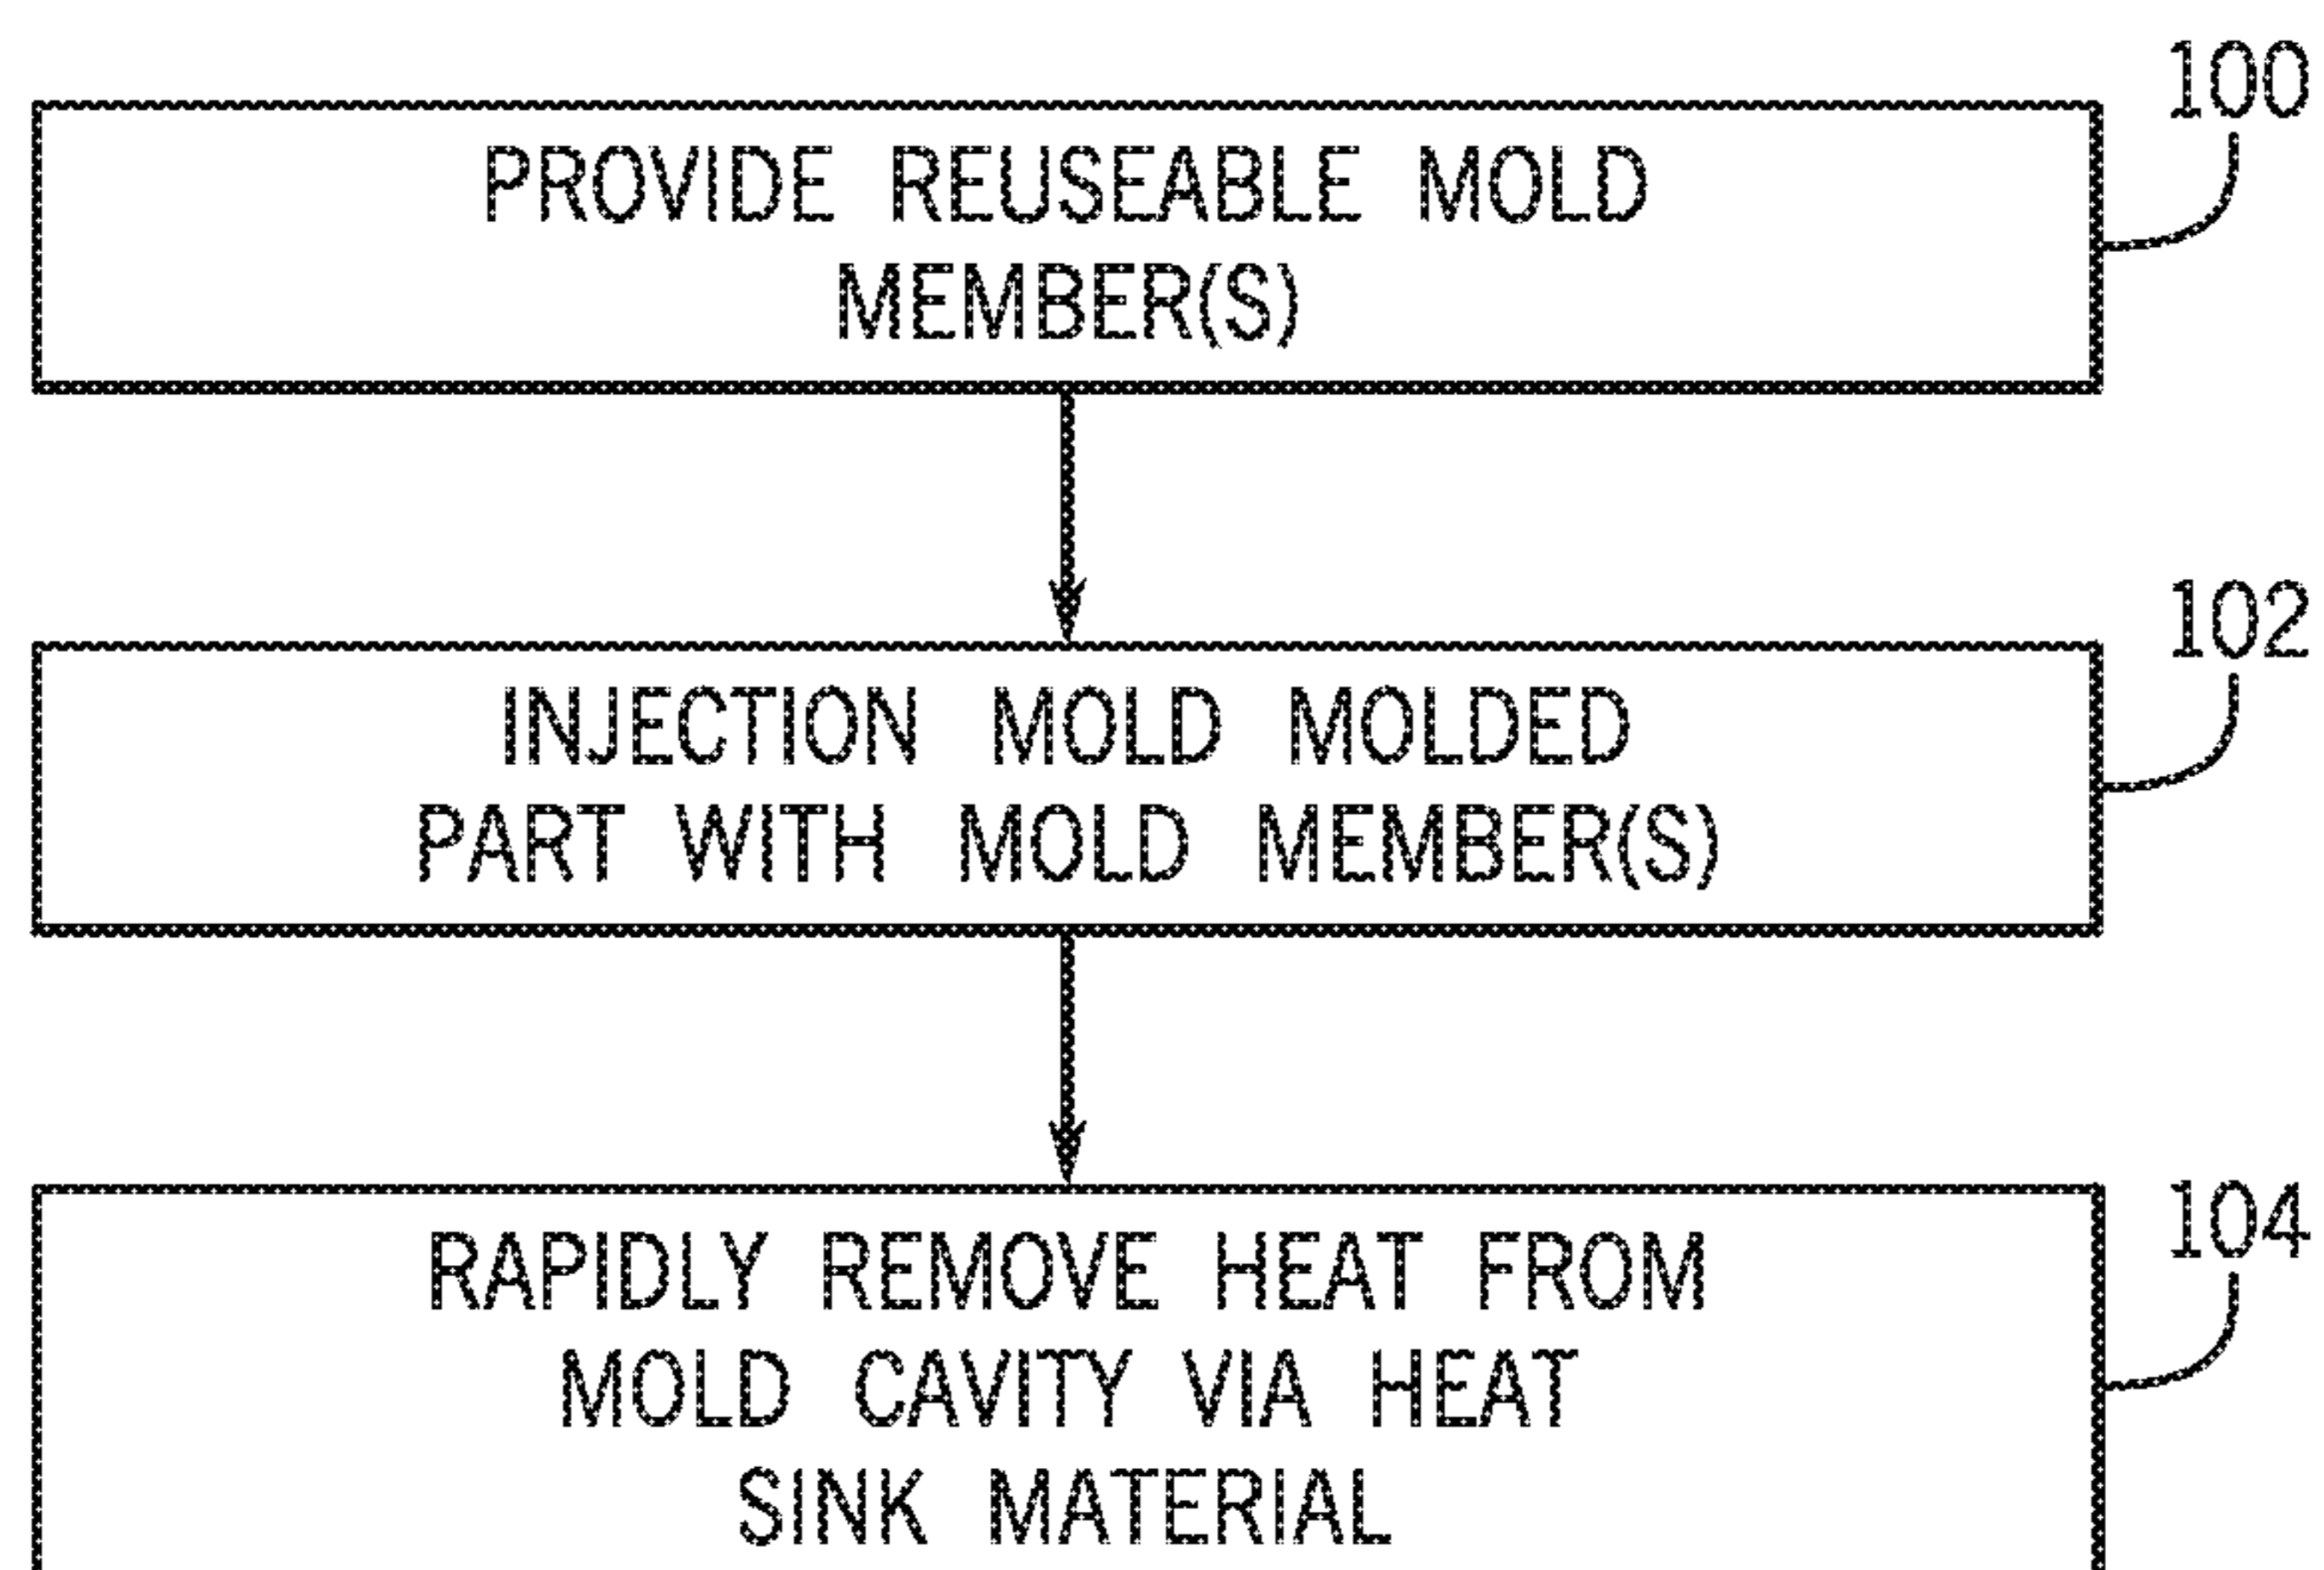 100
PROVIDE REUSEABLE MOLD
MEMBER(S)
102
INJECTION MOLD MOLDED
PART WITH MOLD MEMBER(S)
104
RAPIDLY REMOVE HEAT FROM
MOLD CAVITY VIA HEAT
SINK MATERIAL